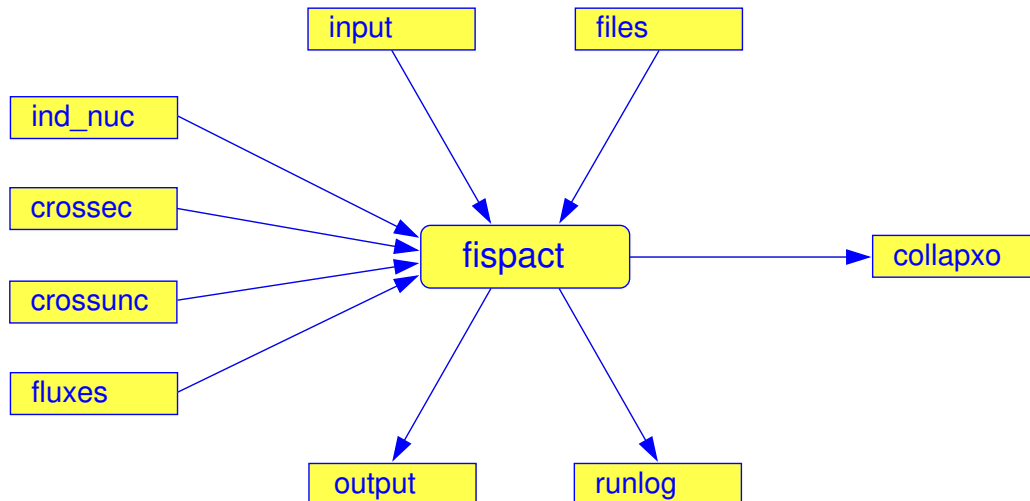 input
files
ind_nuc
crossec
fispact
collapxo
crossunc
fluxes
output
runlog